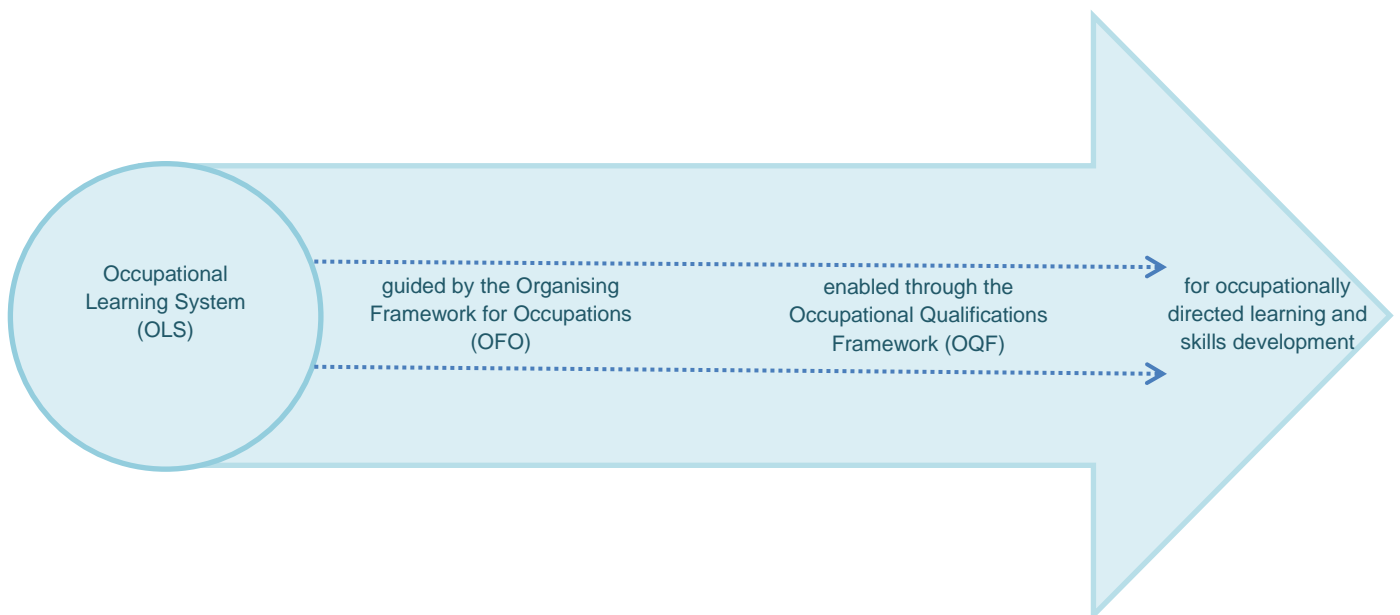 Occupational
Learning System
(OLS)
guided by the Organising
Framework for Occupations
(OFO)
enabled through the
Occupational Qualifications
Framework (OQF)
for occupationally
directed learning and
skills development